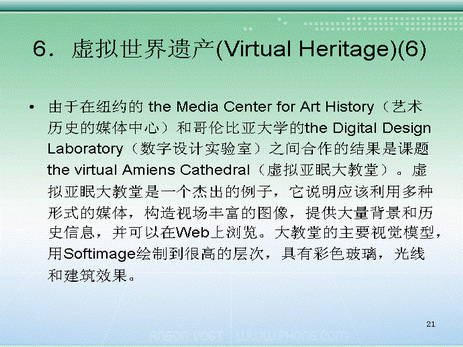 6．虚拟世界遗产(Virtual Heritage)(6)
• 由于在纽约的 the Media Center for Art History（艺术
历史的媒体中心）和哥伦比亚大学的the Digital Design
Laboratory（数字设计实验室）之间合作的结果是课题
the virtual Amiens Cathedral（虚拟亚眠大教堂）。虚
拟亚眠大教堂是一个杰出的例子，它说明应该利用多种
形式的媒体，构造视场丰富的图像，提供大量背景和历
史信息，并可以在Web上浏览。大教堂的主要视觉模型，
用Softimage绘制到很高的层次，具有彩色玻璃，光线
和建筑效果。
21